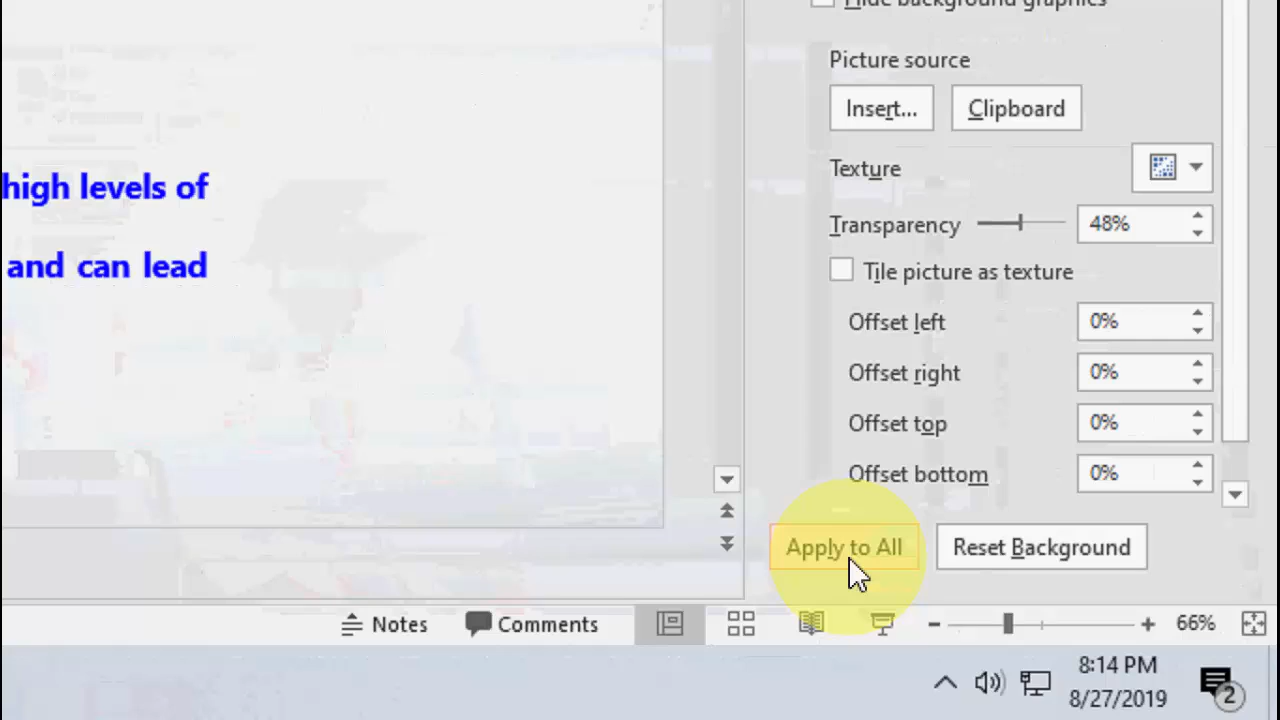 Hide background graphics
Picture source
Insert... Clipboard
high levels of
Texture
Transparency 48%
and can lead
Tile picture as texture
Offset left 0%
Offset right 0%
Offset top 0%
Offset bottom 0%
Apply to All Reset Background
Notes Comments 66%
8:14 PM
8/27/2019 2